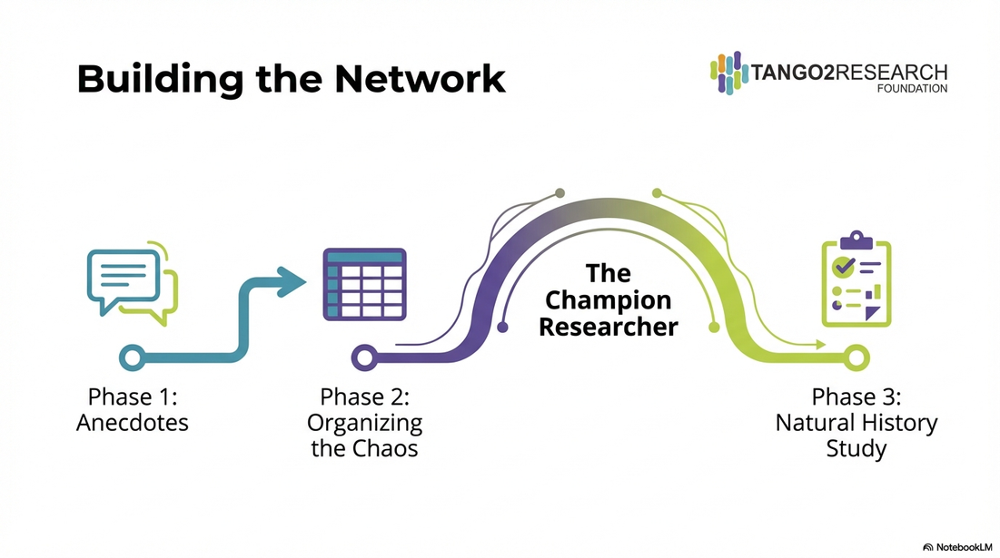 Building the Network
TANGO2RESEARCH
FOUNDATION
The
Champion
Researcher
Phase 1:
Anecdotes
Phase 2:
Organizing
the Chaos
Phase 3:
Natural History
Study
NotebookLM